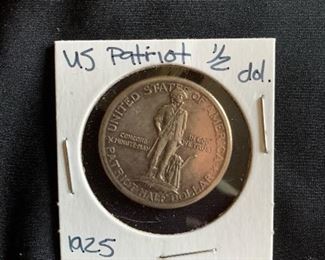 US Patriot ½ dol.
UNITED STATES OF AMERICA
CONCORD
MINUTE-MAN
PATRIOT HALF DOLLAR
1925